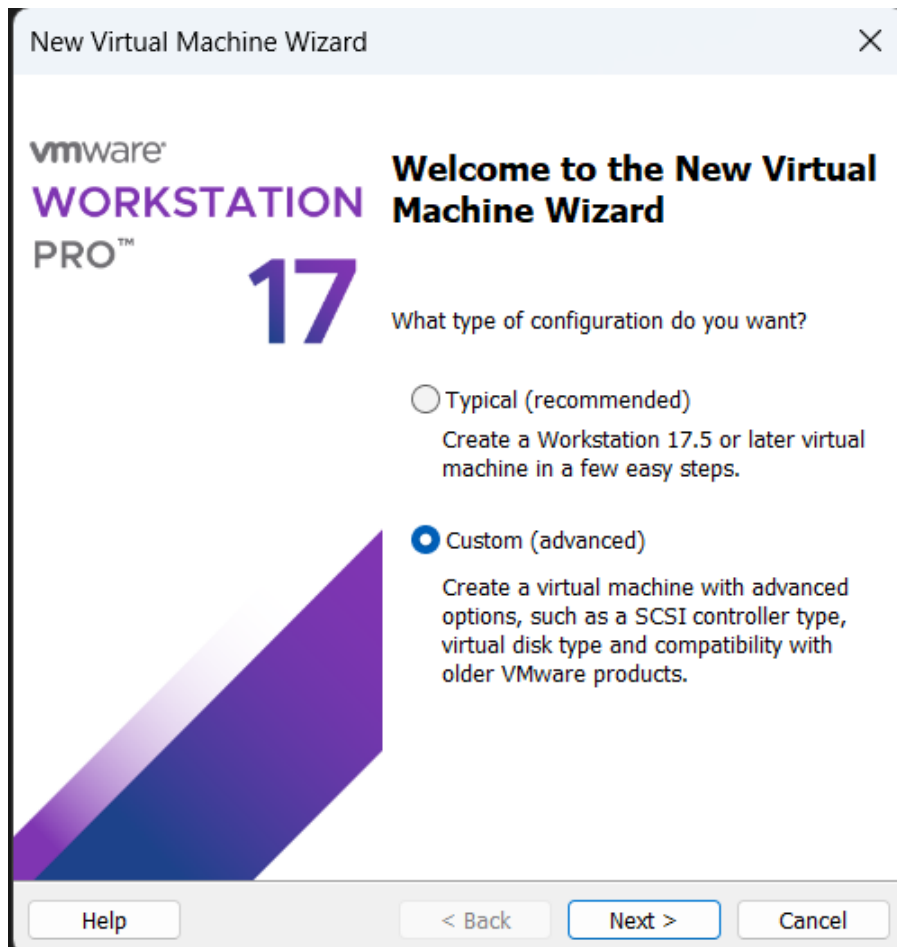 New Virtual Machine Wizard
vmware®
WORKSTATION
PRO™
17
Welcome to the New Virtual
Machine Wizard
What type of configuration do you want?
Typical (recommended)
Create a Workstation 17.5 or later virtual
machine in a few easy steps.
Custom (advanced)
Create a virtual machine with advanced
options, such as a SCSI controller type,
virtual disk type and compatibility with
older VMware products.
Help
< Back
Next >
Cancel